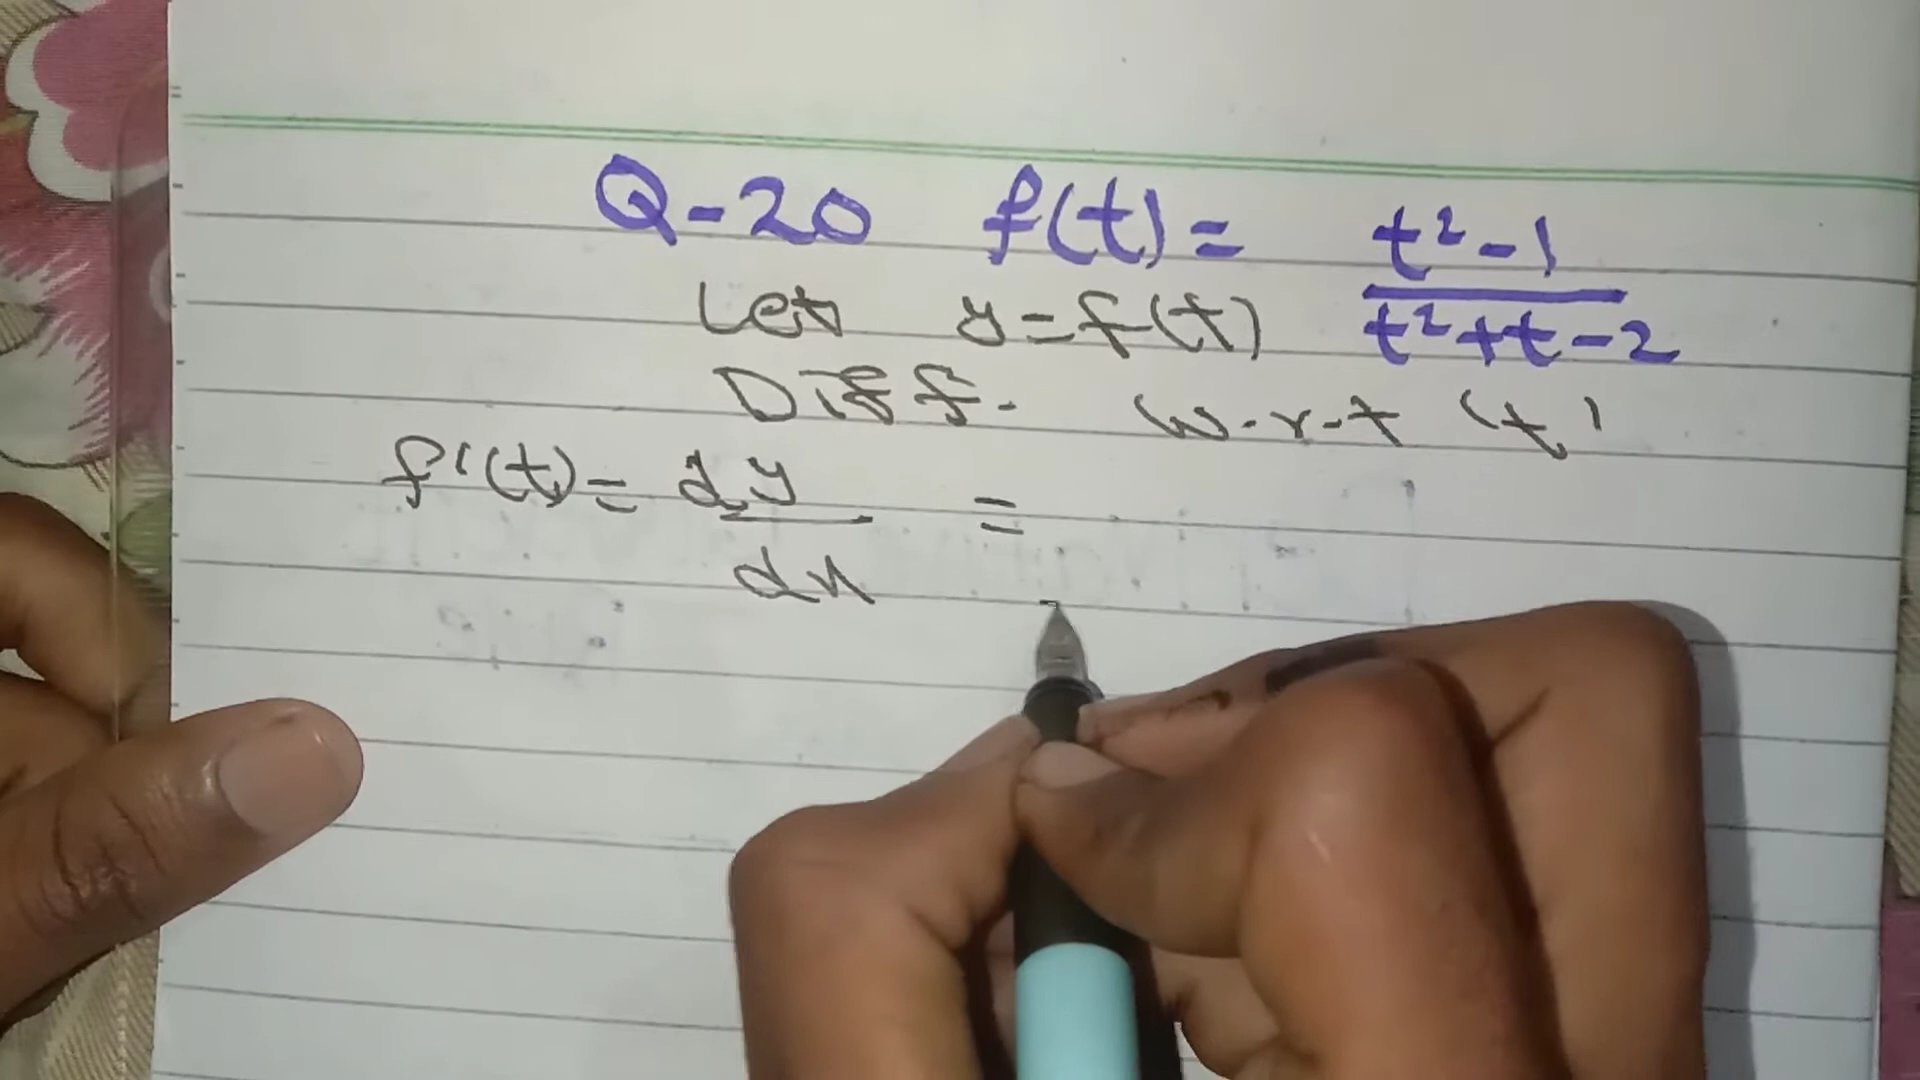 Q-20 f(t) = t²-1 / t²+t-2
Let y = f(t)
Diff. w.r.t 't'
f'(t) = dy/dx =